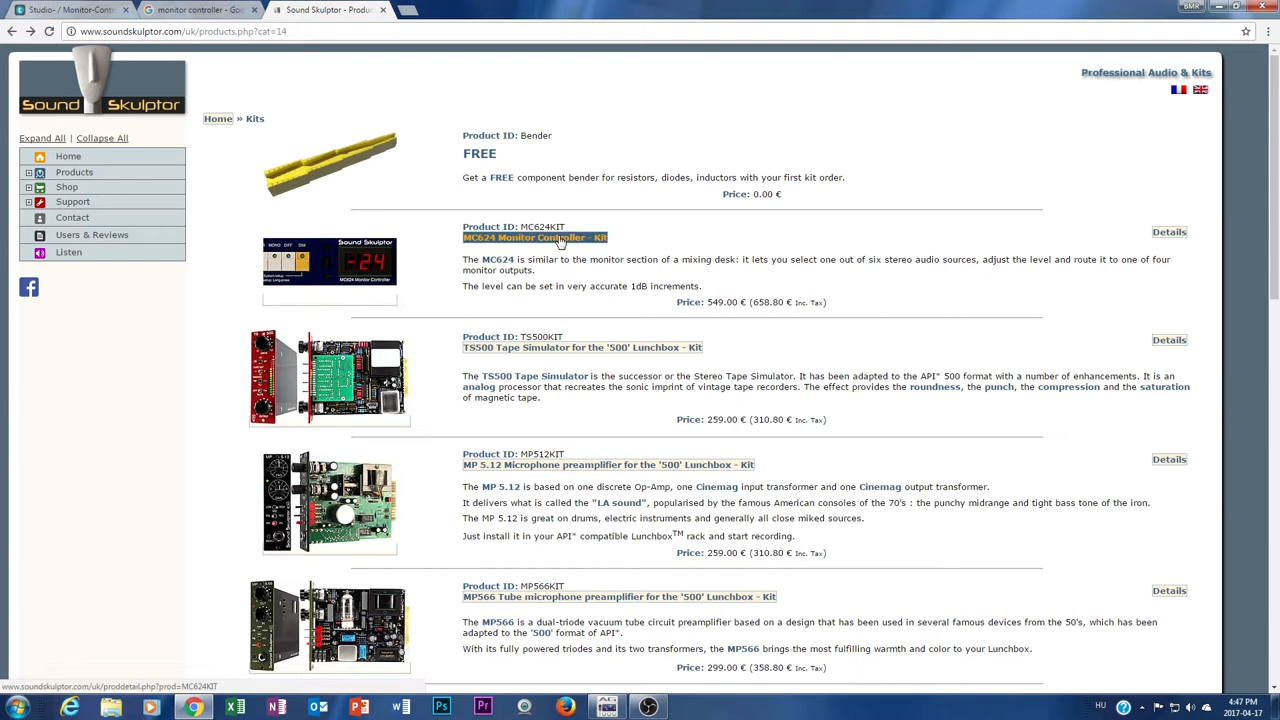 Studio- / Monitor-Cont
monitor controller - Goo
Sound Skulptor - Produc
BMR
www.soundskulptor.com/uk/products.php?cat=14
Professional Audio & Kits
Sound Skulptor
Home » Kits
Expand All | Collapse All
Home
Products
Shop
Support
Contact
Users & Reviews
Listen
Product ID: Bender
FREE
Get a FREE component bender for resistors, diodes, inductors with your first kit order.
Price: 0.00 €
Product ID: MC624KIT
MC624 Monitor Controller - Kit
Details
MONO DIFF DIM
Sound Skulptor
-24
MC624 Monitor Controller
The MC624 is similar to the monitor section of a mixing desk: it lets you select one out of six stereo audio sources, adjust the level and route it to one of four
monitor outputs.
The level can be set in very accurate 1dB increments.
Price: 549.00 € (658.80 € Inc. Tax)
Product ID: TS500KIT
TS500 Tape Simulator for the '500' Lunchbox - Kit
Details
The TS500 Tape Simulator is the successor or the Stereo Tape Simulator. It has been adapted to the API° 500 format with a number of enhancements. It is an
analog processor that recreates the sonic imprint of vintage tape recorders. The effect provides the roundness, the punch, the compression and the saturation
of magnetic tape.
Price: 259.00 € (310.80 € Inc. Tax)
Product ID: MP512KIT
MP 5.12 Microphone preamplifier for the '500' Lunchbox - Kit
Details
The MP 5.12 is based on one discrete Op-Amp, one Cinemag input transformer and one Cinemag output transformer.
It delivers what is called the "LA sound", popularised by the famous American consoles of the 70's : the punchy midrange and tight bass tone of the iron.
The MP 5.12 is great on drums, electric instruments and generally all close miked sources.
Just install it in your API° compatible Lunchbox™ rack and start recording.
Price: 259.00 € (310.80 € Inc. Tax)
Product ID: MP566KIT
MP566 Tube microphone preamplifier for the '500' Lunchbox - Kit
Details
The MP566 is a dual-triode vacuum tube circuit preamplifier based on a design that has been used in several famous devices from the 50's, which has been
adapted to the '500' format of API°.
With its fully powered triodes and its two transformers, the MP566 brings the most fulfilling warmth and color to your Lunchbox.
Price: 299.00 € (358.80 € Inc. Tax)
www.soundskulptor.com/uk/proddetail.php?prod=MC624KIT
HU
4:47 PM
2017-04-17